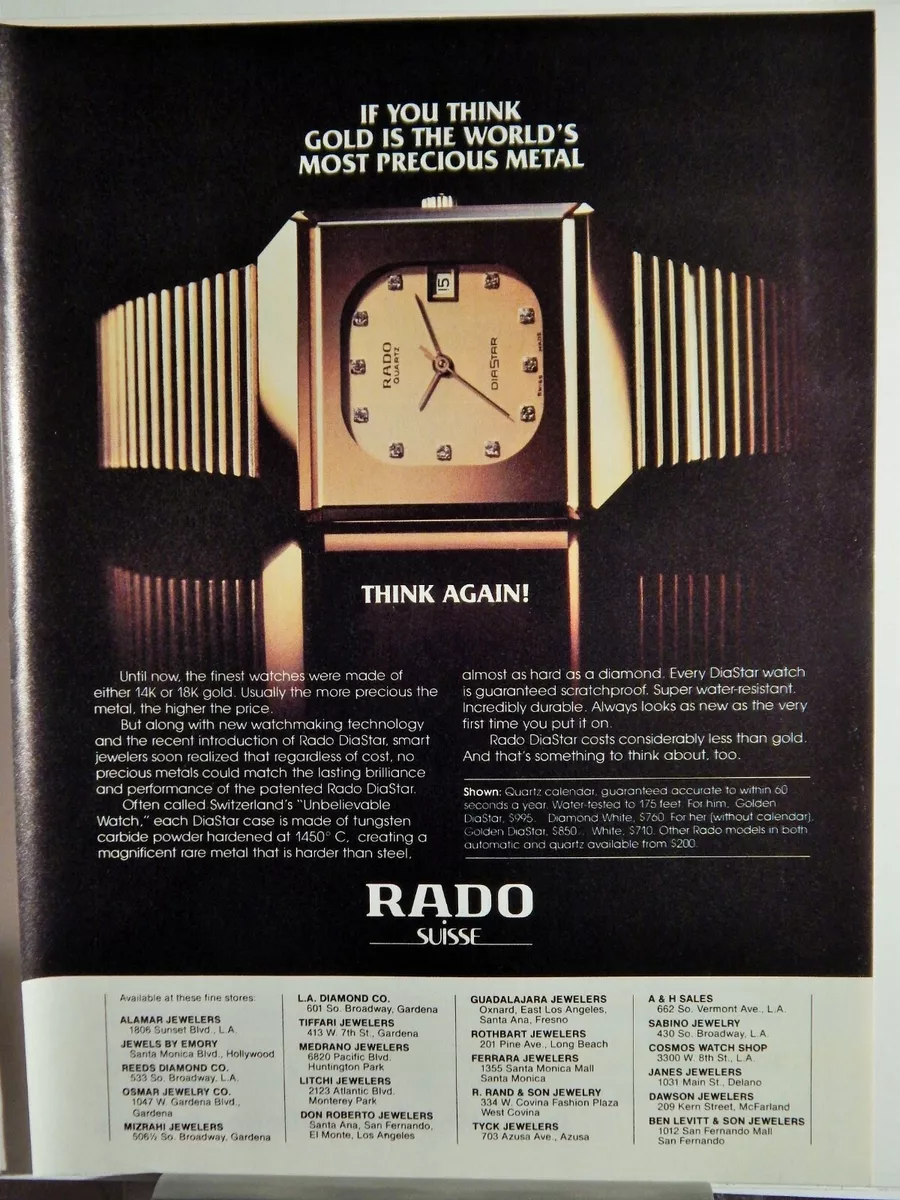 IF YOU THINK
GOLD IS THE WORLD'S
MOST PRECIOUS METAL
15
RADO
QUARTZ
DIASTAR
SWISS MADE
THINK AGAIN!
Until now, the finest watches were made of
either 14K or 18K gold. Usually the more precious the
metal, the higher the price.
But along with new watchmaking technology
and the recent introduction of Rado DiaStar, smart
jewelers soon realized that regardless of cost, no
precious metals could match the lasting brilliance
and performance of the patented Rado DiaStar.
Often called Switzerland's "Unbelievable
Watch," each DiaStar case is made of tungsten
carbide powder hardened at 1450° C, creating a
magnificent rare metal that is harder than steel,
almost as hard as a diamond. Every DiaStar watch
is guaranteed scratchproof. Super water-resistant.
Incredibly durable. Always looks as new as the very
first time you put it on.
Rado DiaStar costs considerably less than gold.
And that's something to think about, too.
Shown: Quartz calendar, guaranteed accurate to within 60
seconds a year. Water-tested to 175 feet. For him, Golden
DiaStar, $995. Diamond White, $760. For her (without calendar),
Golden DiaStar, $850. White, $710. Other Rado models in both
automatic and quartz available from $200.
RADO
SUISSE
Available at these fine stores:
ALAMAR JEWELERS
1806 Sunset Blvd., L.A.
JEWELS BY EMORY
Santa Monica Blvd., Hollywood
REEDS DIAMOND CO.
533 So. Broadway, L.A.
OSMAR JEWELRY CO.
1047 W. Gardena Blvd.,
Gardena
MIZRAHI JEWELERS
506½ So. Broadway, Gardena
L.A. DIAMOND CO.
601 So. Broadway, Gardena
TIFFARI JEWELERS
413 W. 7th St., Gardena
MEDRANO JEWELERS
6820 Pacific Blvd.
Huntington Park
LITCHI JEWELERS
2123 Atlantic Blvd.
Monterey Park
DON ROBERTO JEWELERS
Santa Ana, San Fernando,
El Monte, Los Angeles
GUADALAJARA JEWELERS
Oxnard, East Los Angeles,
Santa Ana, Fresno
ROTHBART JEWELERS
201 Pine Ave., Long Beach
FERRARA JEWELERS
1355 Santa Monica Mall
Santa Monica
R. RAND & SON JEWELRY
334 W. Covina Fashion Plaza
West Covina
TYCK JEWELERS
703 Azusa Ave., Azusa
A & H SALES
662 So. Vermont Ave., L.A.
SABINO JEWELRY
430 So. Broadway, L.A.
COSMOS WATCH SHOP
3300 W. 8th St., L.A.
JANES JEWELERS
1031 Main St., Delano
DAWSON JEWELERS
209 Kern Street, McFarland
BEN LEVITT & SON JEWELERS
1012 San Fernando Mall
San Fernando